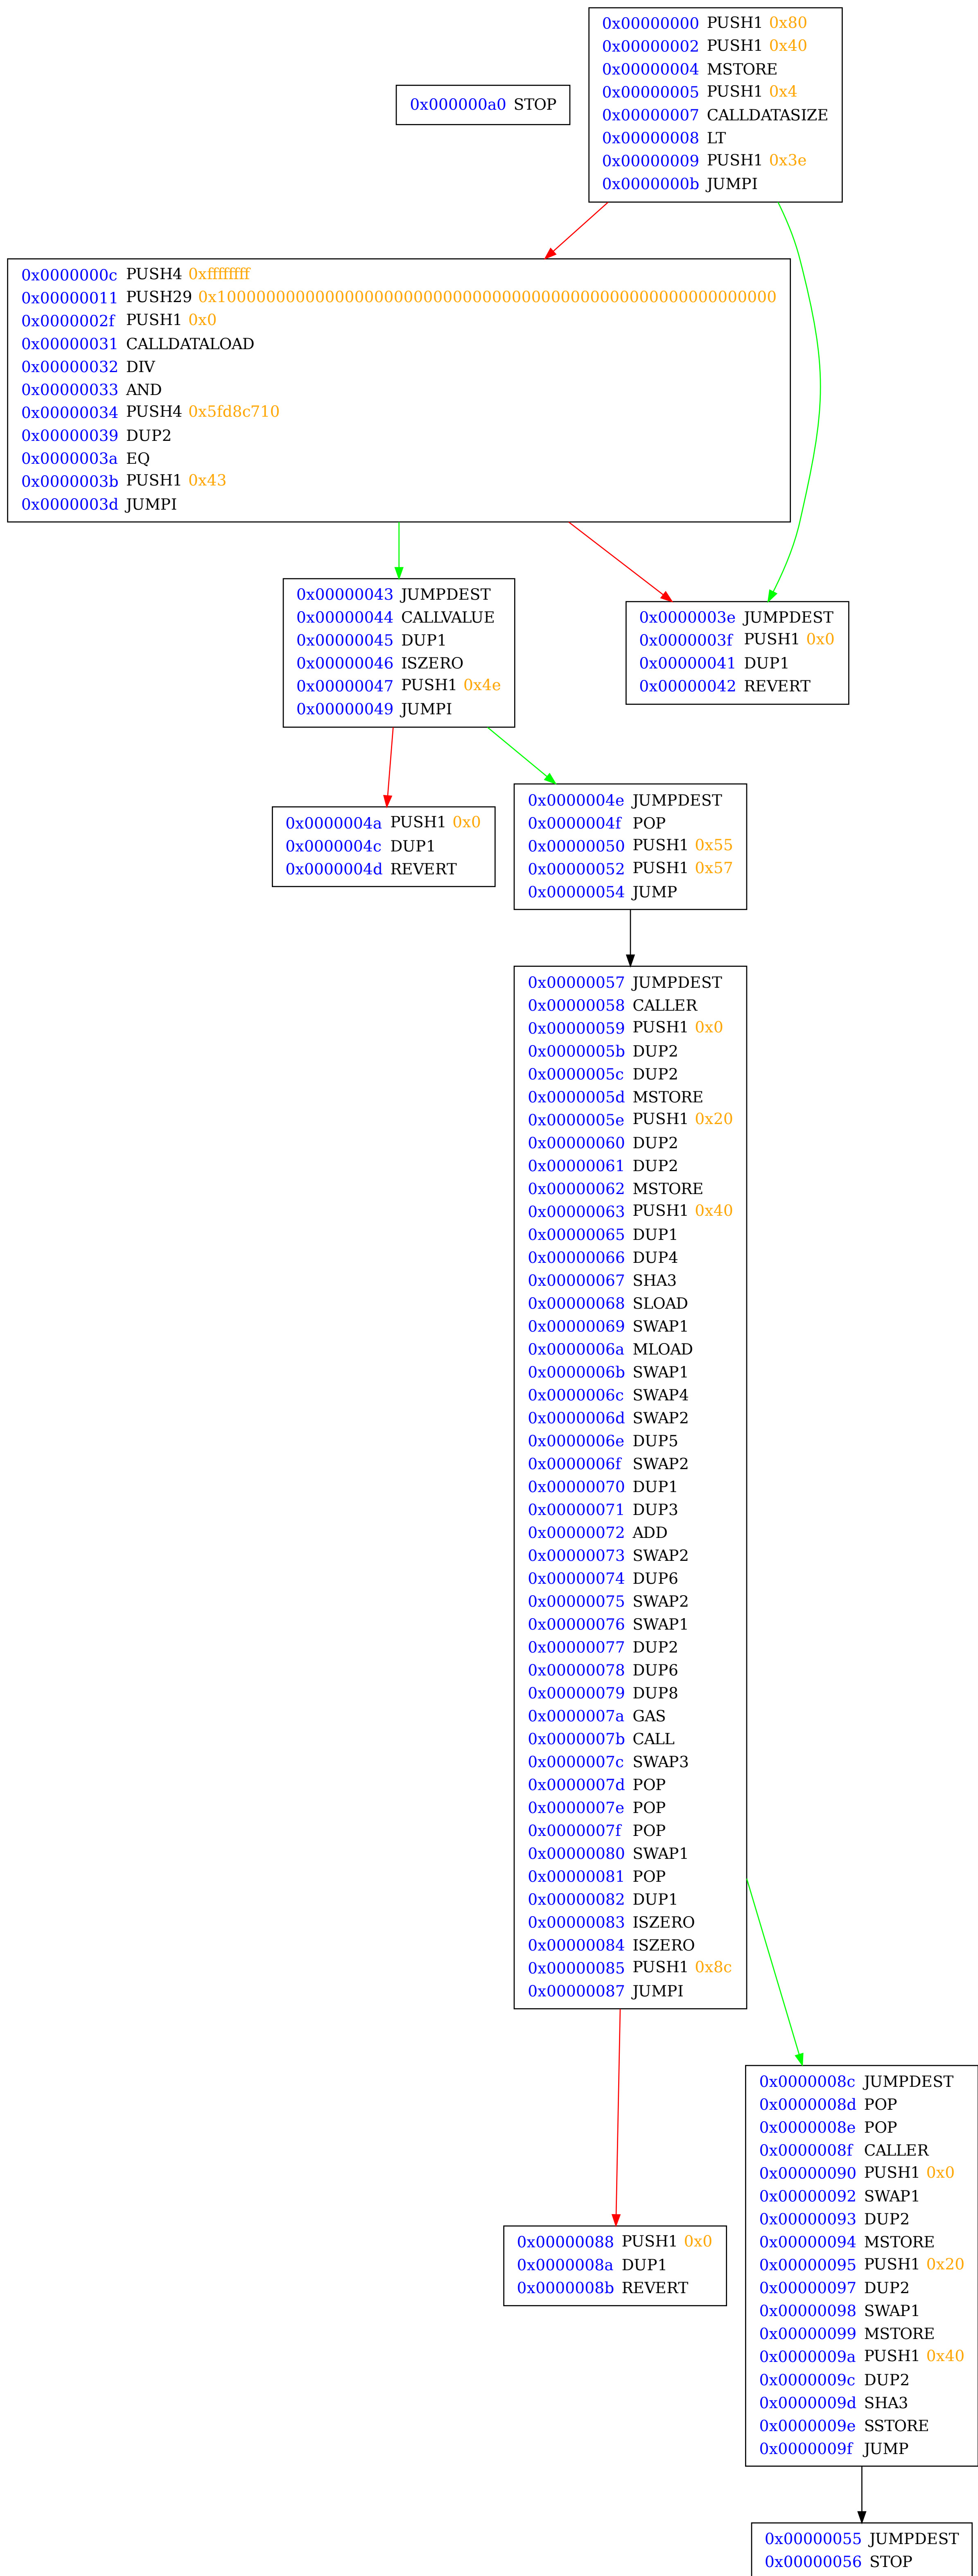 0x00000000 PUSH1 0x80
0x00000002 PUSH1 0x40
0x00000004 MSTORE
0x00000005 PUSH1 0x4
0x00000007 CALLDATASIZE
0x00000008 LT
0x00000009 PUSH1 0x3e
0x0000000b JUMPI
0x000000a0 STOP
0x0000000c PUSH4 0xffffffff
0x00000011 PUSH29 0x100000000000000000000000000000000000000000000000000000000
0x0000002f PUSH1 0x0
0x00000031 CALLDATALOAD
0x00000032 DIV
0x00000033 AND
0x00000034 PUSH4 0x5fd8c710
0x00000039 DUP2
0x0000003a EQ
0x0000003b PUSH1 0x43
0x0000003d JUMPI
0x00000043 JUMPDEST
0x00000044 CALLVALUE
0x00000045 DUP1
0x00000046 ISZERO
0x00000047 PUSH1 0x4e
0x00000049 JUMPI
0x0000003e JUMPDEST
0x0000003f PUSH1 0x0
0x00000041 DUP1
0x00000042 REVERT
0x0000004a PUSH1 0x0
0x0000004c DUP1
0x0000004d REVERT
0x0000004e JUMPDEST
0x0000004f POP
0x00000050 PUSH1 0x55
0x00000052 PUSH1 0x57
0x00000054 JUMP
0x00000057 JUMPDEST
0x00000058 CALLER
0x00000059 PUSH1 0x0
0x0000005b DUP2
0x0000005c DUP2
0x0000005d MSTORE
0x0000005e PUSH1 0x20
0x00000060 DUP2
0x00000061 DUP2
0x00000062 MSTORE
0x00000063 PUSH1 0x40
0x00000065 DUP1
0x00000066 DUP4
0x00000067 SHA3
0x00000068 SLOAD
0x00000069 SWAP1
0x0000006a MLOAD
0x0000006b SWAP1
0x0000006c SWAP4
0x0000006d SWAP2
0x0000006e DUP5
0x0000006f SWAP2
0x00000070 DUP1
0x00000071 DUP3
0x00000072 ADD
0x00000073 SWAP2
0x00000074 DUP6
0x00000075 SWAP2
0x00000076 SWAP1
0x00000077 DUP2
0x00000078 DUP6
0x00000079 DUP8
0x0000007a GAS
0x0000007b CALL
0x0000007c SWAP3
0x0000007d POP
0x0000007e POP
0x0000007f POP
0x00000080 SWAP1
0x00000081 POP
0x00000082 DUP1
0x00000083 ISZERO
0x00000084 ISZERO
0x00000085 PUSH1 0x8c
0x00000087 JUMPI
0x00000088 PUSH1 0x0
0x0000008a DUP1
0x0000008b REVERT
0x0000008c JUMPDEST
0x0000008d POP
0x0000008e POP
0x0000008f CALLER
0x00000090 PUSH1 0x0
0x00000092 SWAP1
0x00000093 DUP2
0x00000094 MSTORE
0x00000095 PUSH1 0x20
0x00000097 DUP2
0x00000098 SWAP1
0x00000099 MSTORE
0x0000009a PUSH1 0x40
0x0000009c DUP2
0x0000009d SHA3
0x0000009e SSTORE
0x0000009f JUMP
0x00000055 JUMPDEST
0x00000056 STOP